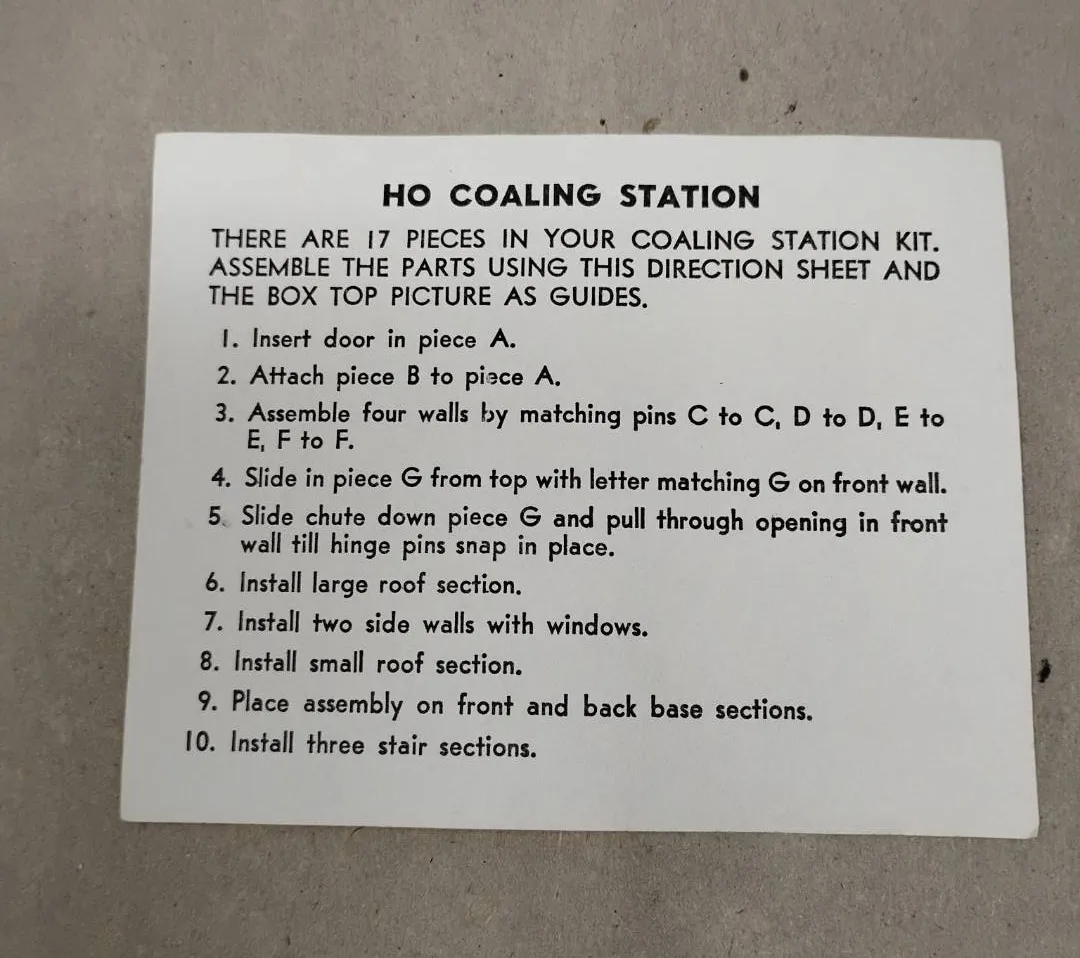 HO COALING STATION
THERE ARE 17 PIECES IN YOUR COALING STATION KIT.
ASSEMBLE THE PARTS USING THIS DIRECTION SHEET AND
THE BOX TOP PICTURE AS GUIDES.
1. Insert door in piece A.
2. Attach piece B to piece A.
3. Assemble four walls by matching pins C to C, D to D, E to
E, F to F.
4. Slide in piece G from top with letter matching G on front wall.
5. Slide chute down piece G and pull through opening in front
wall till hinge pins snap in place.
6. Install large roof section.
7. Install two side walls with windows.
8. Install small roof section.
9. Place assembly on front and back base sections.
10. Install three stair sections.